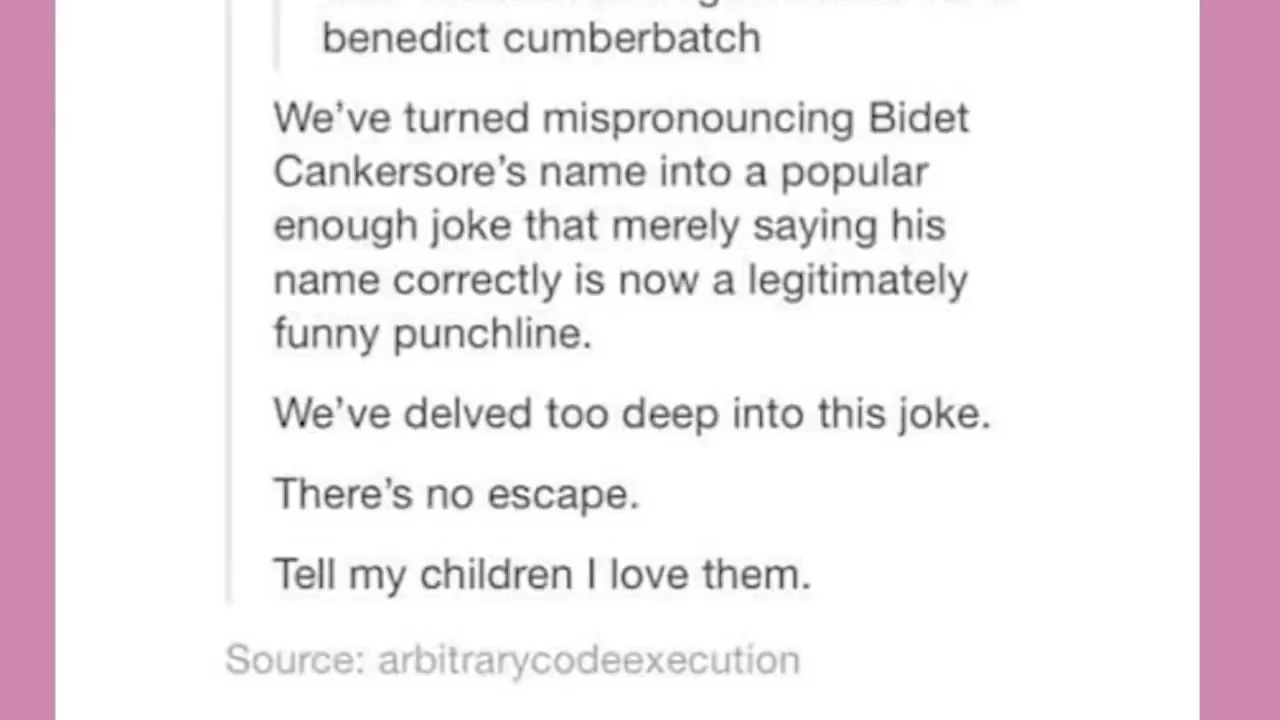 benedict cumberbatch
We've turned mispronouncing Bidet
Cankersore's name into a popular
enough joke that merely saying his
name correctly is now a legitimately
funny punchline.
We've delved too deep into this joke.
There's no escape.
Tell my children I love them.
Source: arbitrarycodeexecution